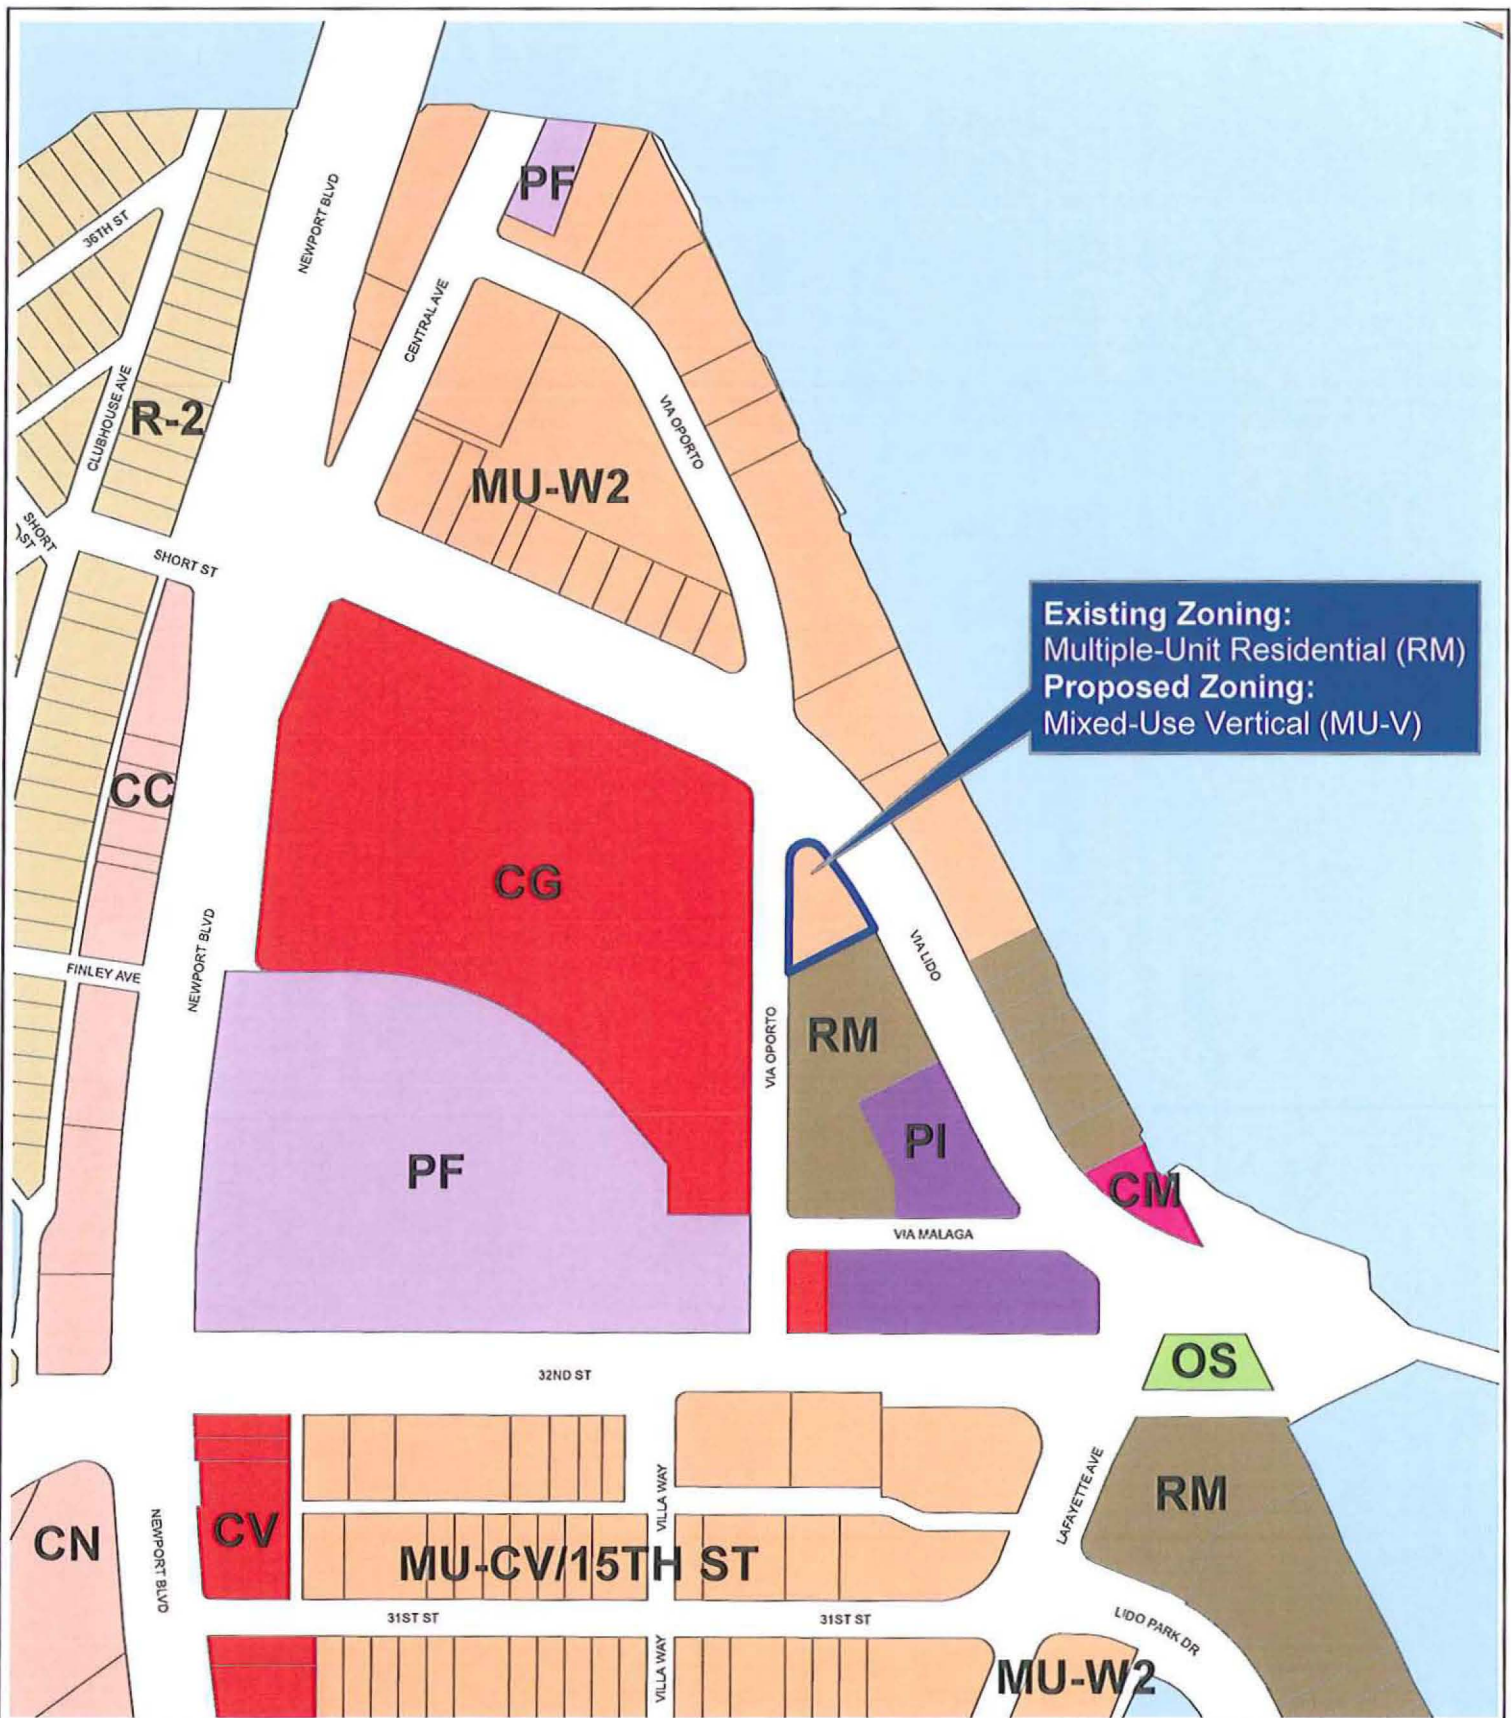 PF
36TH ST
NEWPORT BLVD
CENTRAL AVE
CLUBHOUSE AVE
R-2
VIA OPORTO
MU-W2
SHORT
ST
SHORT ST
Existing Zoning:
Multiple-Unit Residential (RM)
Proposed Zoning:
Mixed-Use Vertical (MU-V)
CC
CG
NEWPORT BLVD
FINLEY AVE
VIA LIDO
VIA OPORTO
RM
PI
PF
CM
VIA MALAGA
OS
32ND ST
LAFAYETTE AVE
RM
VILLA WAY
CN
CV
NEWPORT BLVD
MU-CV/15TH ST
31ST ST
31ST ST
LIDO PARK DR
VILLA WAY
MU-W2